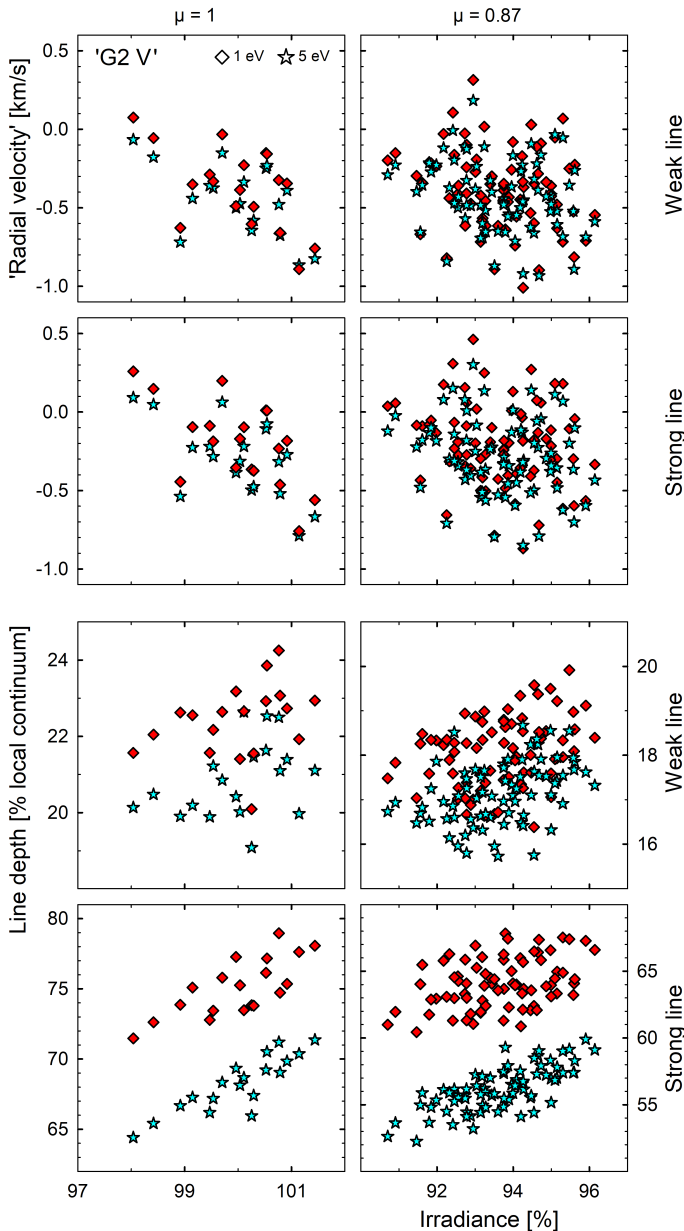 μ = 1 μ = 0.87
'G2 V' 1 eV 5 eV
'Radial velocity' [km/s]
0.5
0.0
-0.5
-1.0
Weak line
0.5
0.0
-0.5
-1.0
Strong line
Line depth [% local continuum]
24
22
20
20
18
16
Weak line
80
75
70
65
65
60
55
Strong line
97 99 101 92 94 96
Irradiance [%]